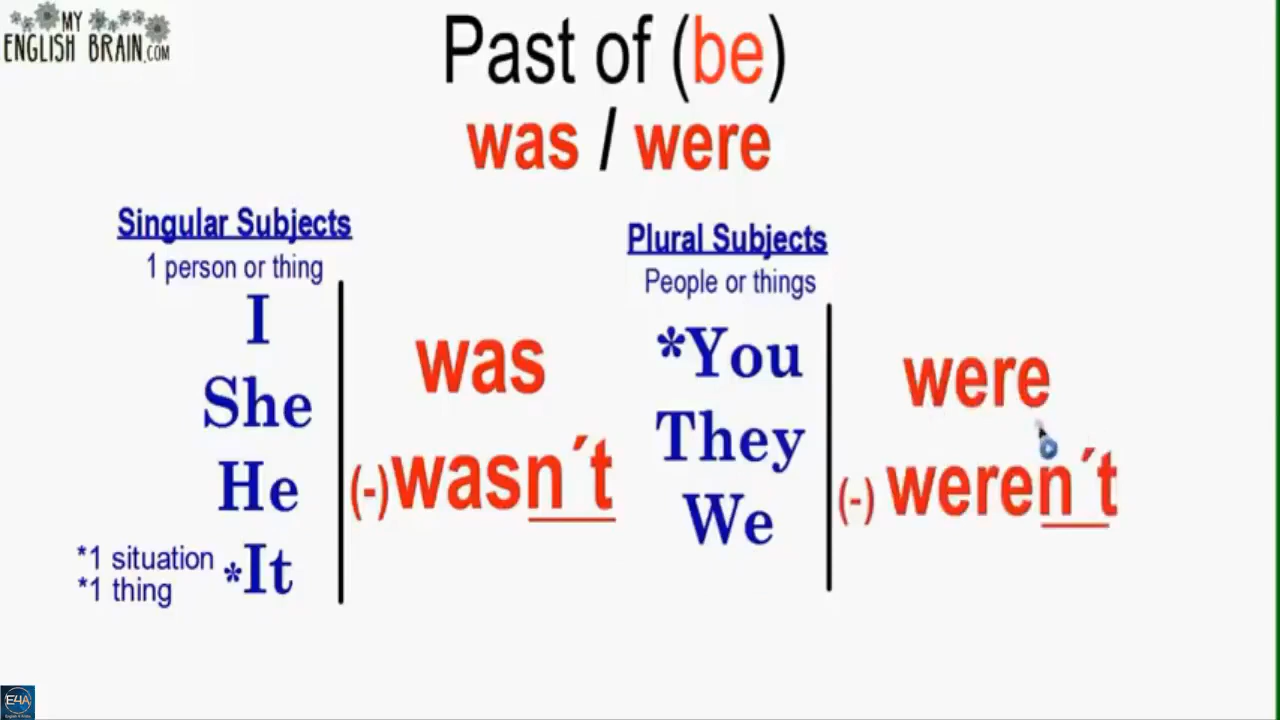 MY
ENGLISH BRAIN.COM
Past of (be)
was / were
Singular Subjects
1 person or thing
I
She
He
*1 situation
*1 thing
*It
was
(-)wasn´t
Plural Subjects
People or things
*You
They
We
were
(-) weren´t
E4A